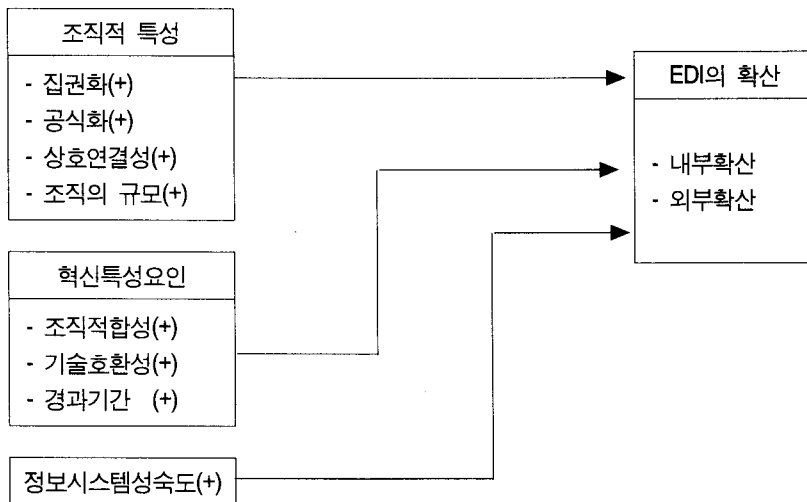 조직적 특성
- 집권화(+)
- 공식화(+)
- 상호연결성(+)
- 조직의 규모(+)
EDI의 확산
- 내부확산
- 외부확산
혁신특성요인
- 조직적합성(+)
- 기술호환성(+)
- 경과기간 (+)
정보시스템성숙도(+)